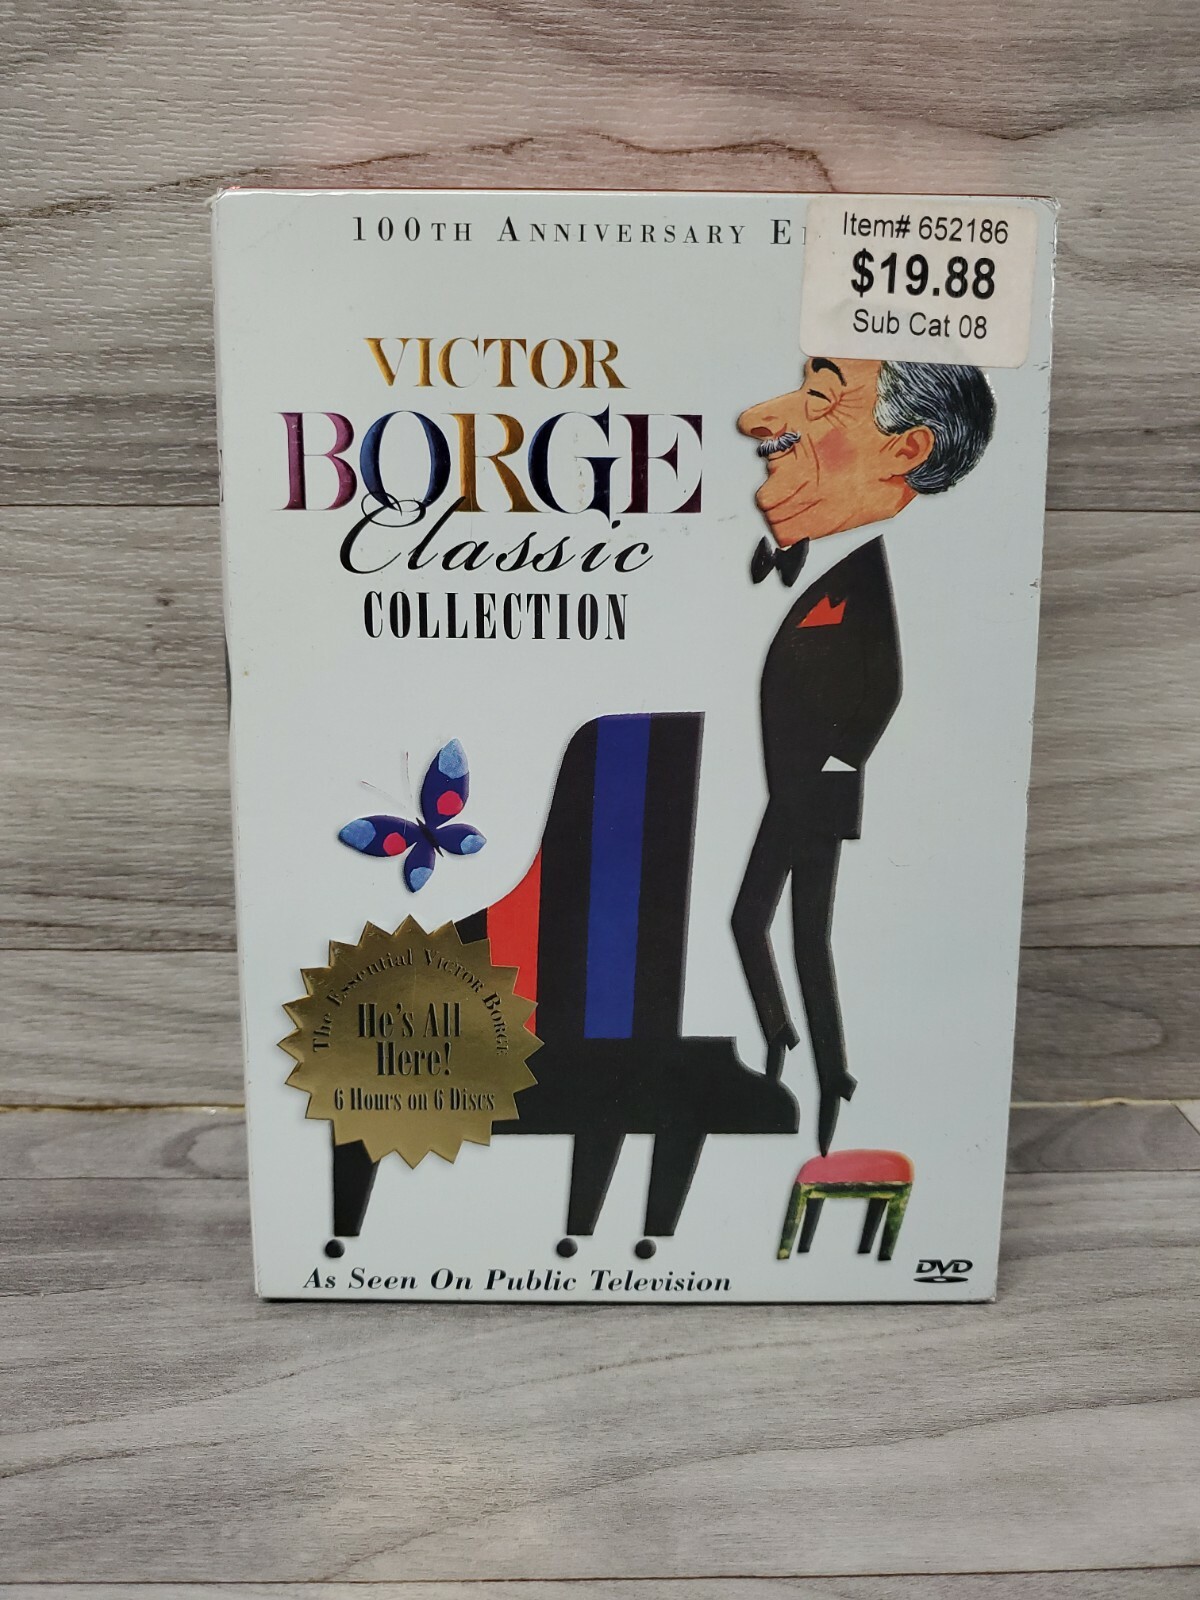 100TH ANNIVERSARY E
Item# 652186
$19.88
Sub Cat 08
VICTOR
BORGE
Classic
COLLECTION
The Essential VICTOR BORGE
He's All
Here!
6 Hours on 6 Discs
As Seen On Public Television
DVD